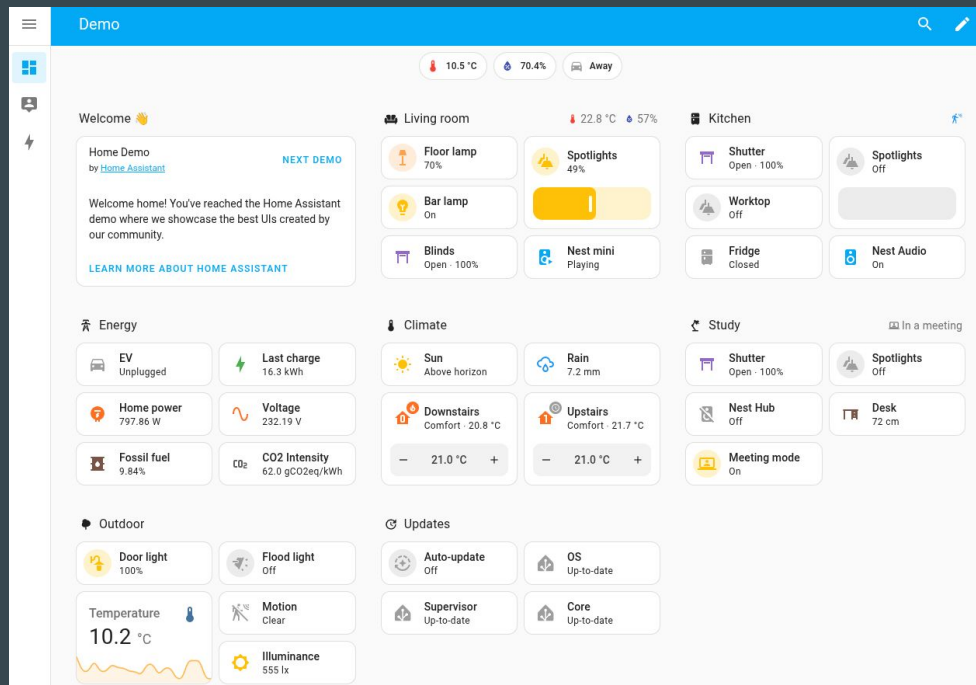 Demo
10.5 °C
70.4%
Away
Welcome 👋
Home Demo
by Home Assistant
NEXT DEMO
Welcome home! You've reached the Home Assistant
demo where we showcase the best UIs created by
our community.
LEARN MORE ABOUT HOME ASSISTANT
Living room
22.8 °C
57%
Floor lamp
70%
Spotlights
49%
Bar lamp
On
Blinds
Open · 100%
Nest mini
Playing
Kitchen
Shutter
Open · 100%
Spotlights
Off
Worktop
Off
Fridge
Closed
Nest Audio
On
Energy
EV
Unplugged
Last charge
16.3 kWh
Home power
797.86 W
Voltage
232.19 V
Fossil fuel
9.84%
CO2
CO2 Intensity
62.0 gCO2eq/kWh
Climate
Sun
Above horizon
Rain
7.2 mm
0
Downstairs
Comfort · 20.8 °C
− 21.0 °C +
1
Upstairs
Comfort · 21.7 °C
− 21.0 °C +
Study
In a meeting
Shutter
Open · 100%
Spotlights
Off
Nest Hub
Off
Desk
72 cm
Meeting mode
On
Outdoor
Door light
100%
Flood light
Off
Temperature
10.2 °C
Motion
Clear
Illuminance
555 lx
Updates
Auto-update
Off
OS
Up-to-date
Supervisor
Up-to-date
Core
Up-to-date